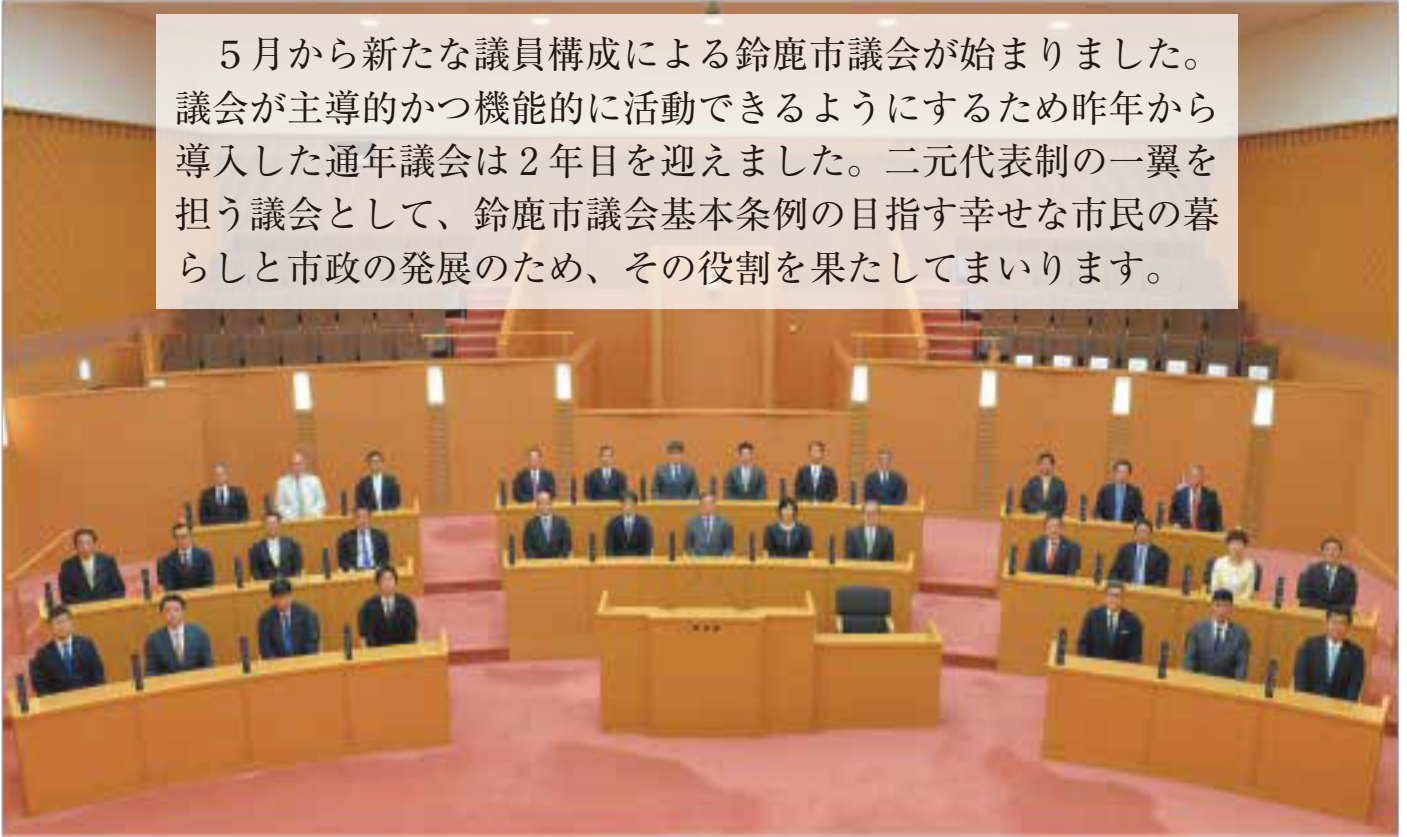 ５月から新たな議員構成による鈴鹿市議会が始まりました。
議会が主導的かつ機能的に活動できるようにするため昨年から
導入した通年議会は２年目を迎えました。二元代表制の一翼を
担う議会として、鈴鹿市議会基本条例の目指す幸せな市民の暮
らしと市政の発展のため、その役割を果たしてまいります。